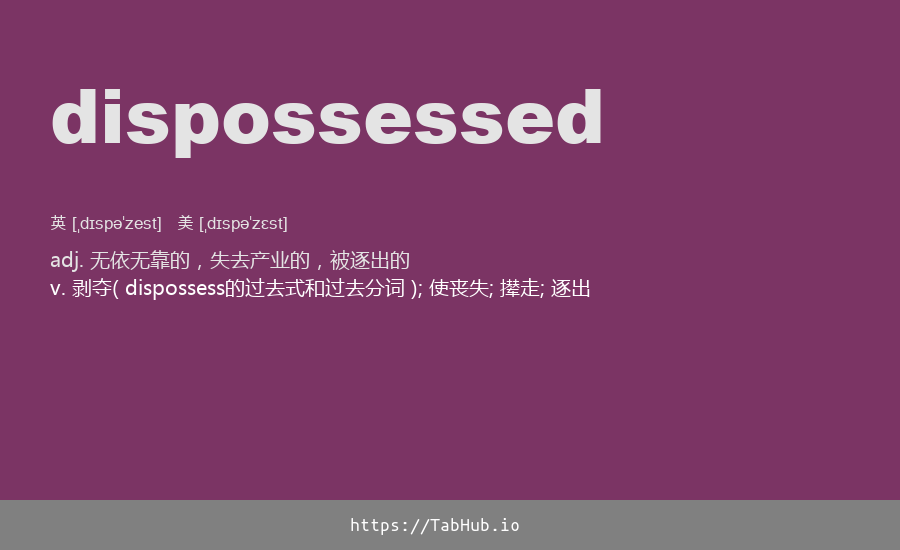 dispossessed
英 [ˌdɪspəˈzest] 美 [ˌdɪspəˈzɛst]
adj. 无依无靠的，失去产业的，被逐出的
v. 剥夺( dispossess的过去式和过去分词 ); 使丧失; 撵走; 逐出
https://TabHub.io